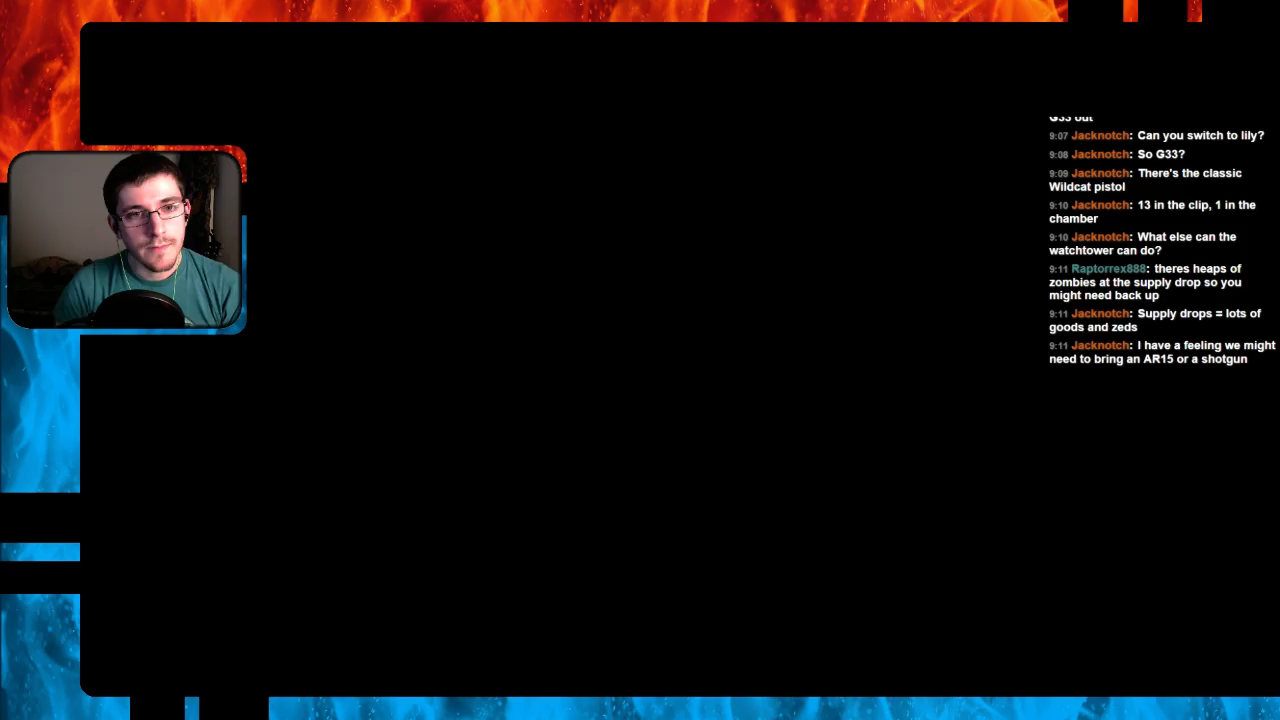 G33 out
9:07 Jacknotch: Can you switch to lily?
9:08 Jacknotch: So G33?
9:09 Jacknotch: There's the classic
Wildcat pistol
9:10 Jacknotch: 13 in the clip, 1 in the
chamber
9:10 Jacknotch: What else can the
watchtower can do?
9:11 Raptorrex888: theres heaps of
zombies at the supply drop so you
might need back up
9:11 Jacknotch: Supply drops = lots of
goods and zeds
9:11 Jacknotch: I have a feeling we might
need to bring an AR15 or a shotgun